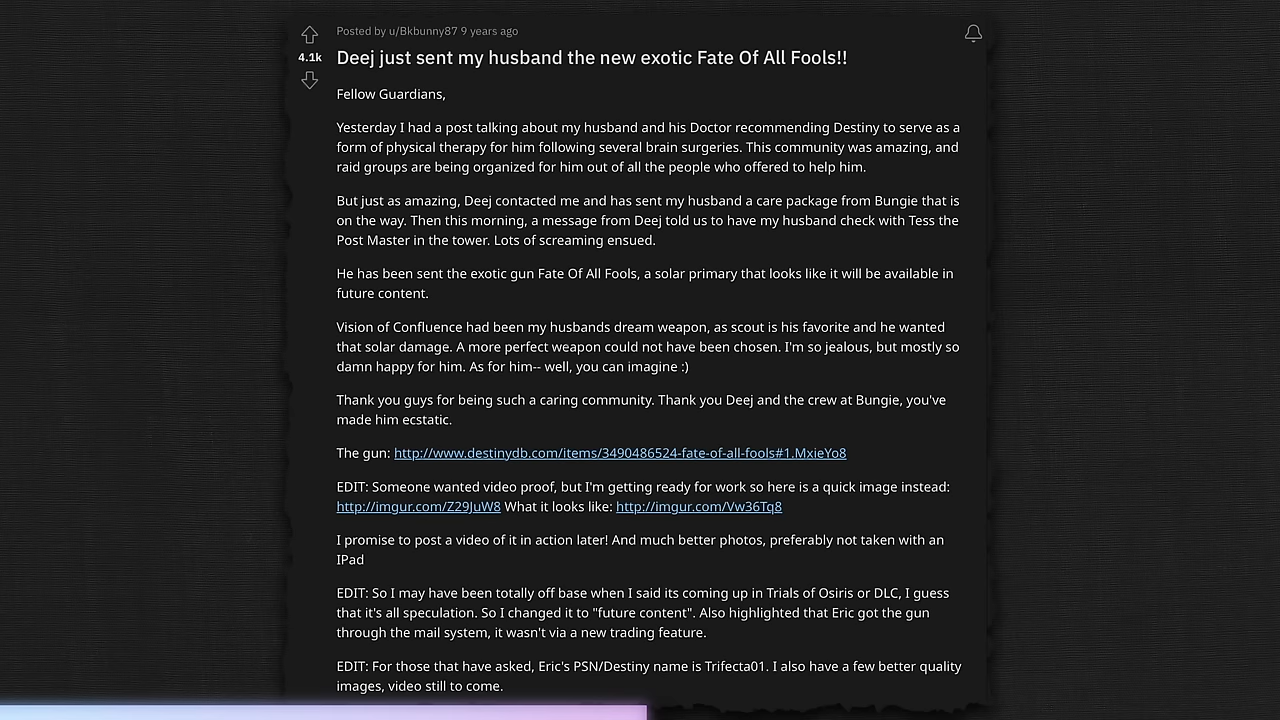 Posted by u/Bkbunny87 9 years ago
4.1k
Deej just sent my husband the new exotic Fate Of All Fools!!
Fellow Guardians,
Yesterday I had a post talking about my husband and his Doctor recommending Destiny to serve as a
form of physical therapy for him following several brain surgeries. This community was amazing, and
raid groups are being organized for him out of all the people who offered to help him.
But just as amazing, Deej contacted me and has sent my husband a care package from Bungie that is
on the way. Then this morning, a message from Deej told us to have my husband check with Tess the
Post Master in the tower. Lots of screaming ensued.
He has been sent the exotic gun Fate Of All Fools, a solar primary that looks like it will be available in
future content.
Vision of Confluence had been my husbands dream weapon, as scout is his favorite and he wanted
that solar damage. A more perfect weapon could not have been chosen. I'm so jealous, but mostly so
damn happy for him. As for him-- well, you can imagine :)
Thank you guys for being such a caring community. Thank you Deej and the crew at Bungie, you've
made him ecstatic.
The gun: http://www.destinydb.com/items/3490486524-fate-of-all-fools#1.MxieYo8
EDIT: Someone wanted video proof, but I'm getting ready for work so here is a quick image instead:
http://imgur.com/Z29JuW8 What it looks like: http://imgur.com/Vw36Tq8
I promise to post a video of it in action later! And much better photos, preferably not taken with an
IPad
EDIT: So I may have been totally off base when I said its coming up in Trials of Osiris or DLC, I guess
that it's all speculation. So I changed it to "future content". Also highlighted that Eric got the gun
through the mail system, it wasn't via a new trading feature.
EDIT: For those that have asked, Eric's PSN/Destiny name is Trifecta01. I also have a few better quality
images, video still to come.